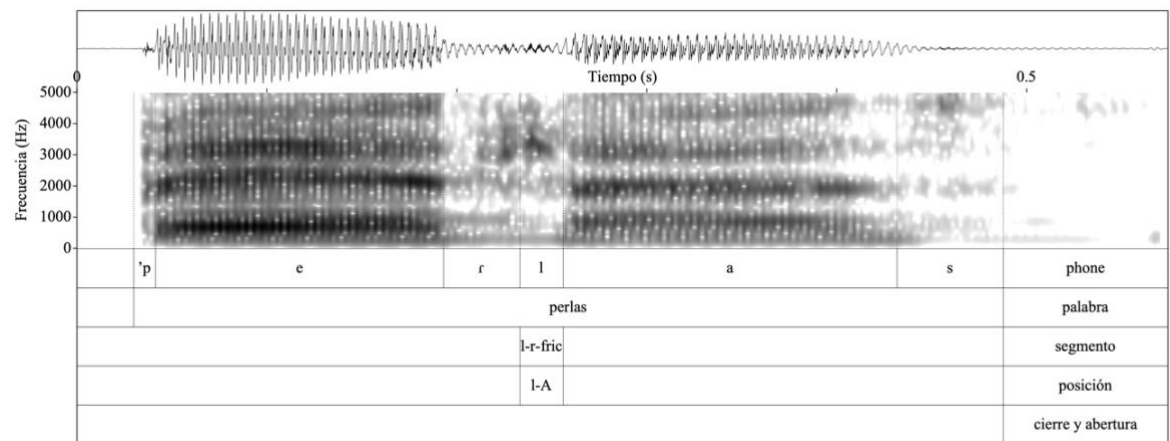 0 Tiempo (s) 0.5
5000
4000
3000
2000
1000
0
Frecuencia (Hz)
'p e ɾ l a s phone
perlas palabra
l-r-fric segmento
l-A posición
cierre y abertura